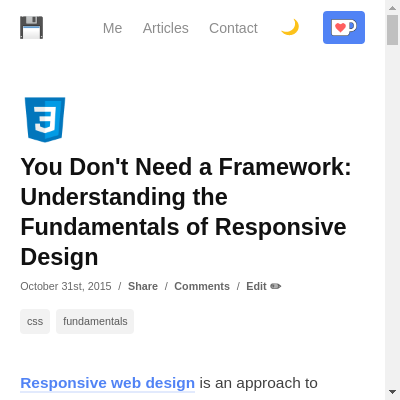 Me Articles Contact
You Don't Need a Framework:
Understanding the
Fundamentals of Responsive
Design
October 31st, 2015 / Share / Comments / Edit ✏
css fundamentals
Responsive web design is an approach to